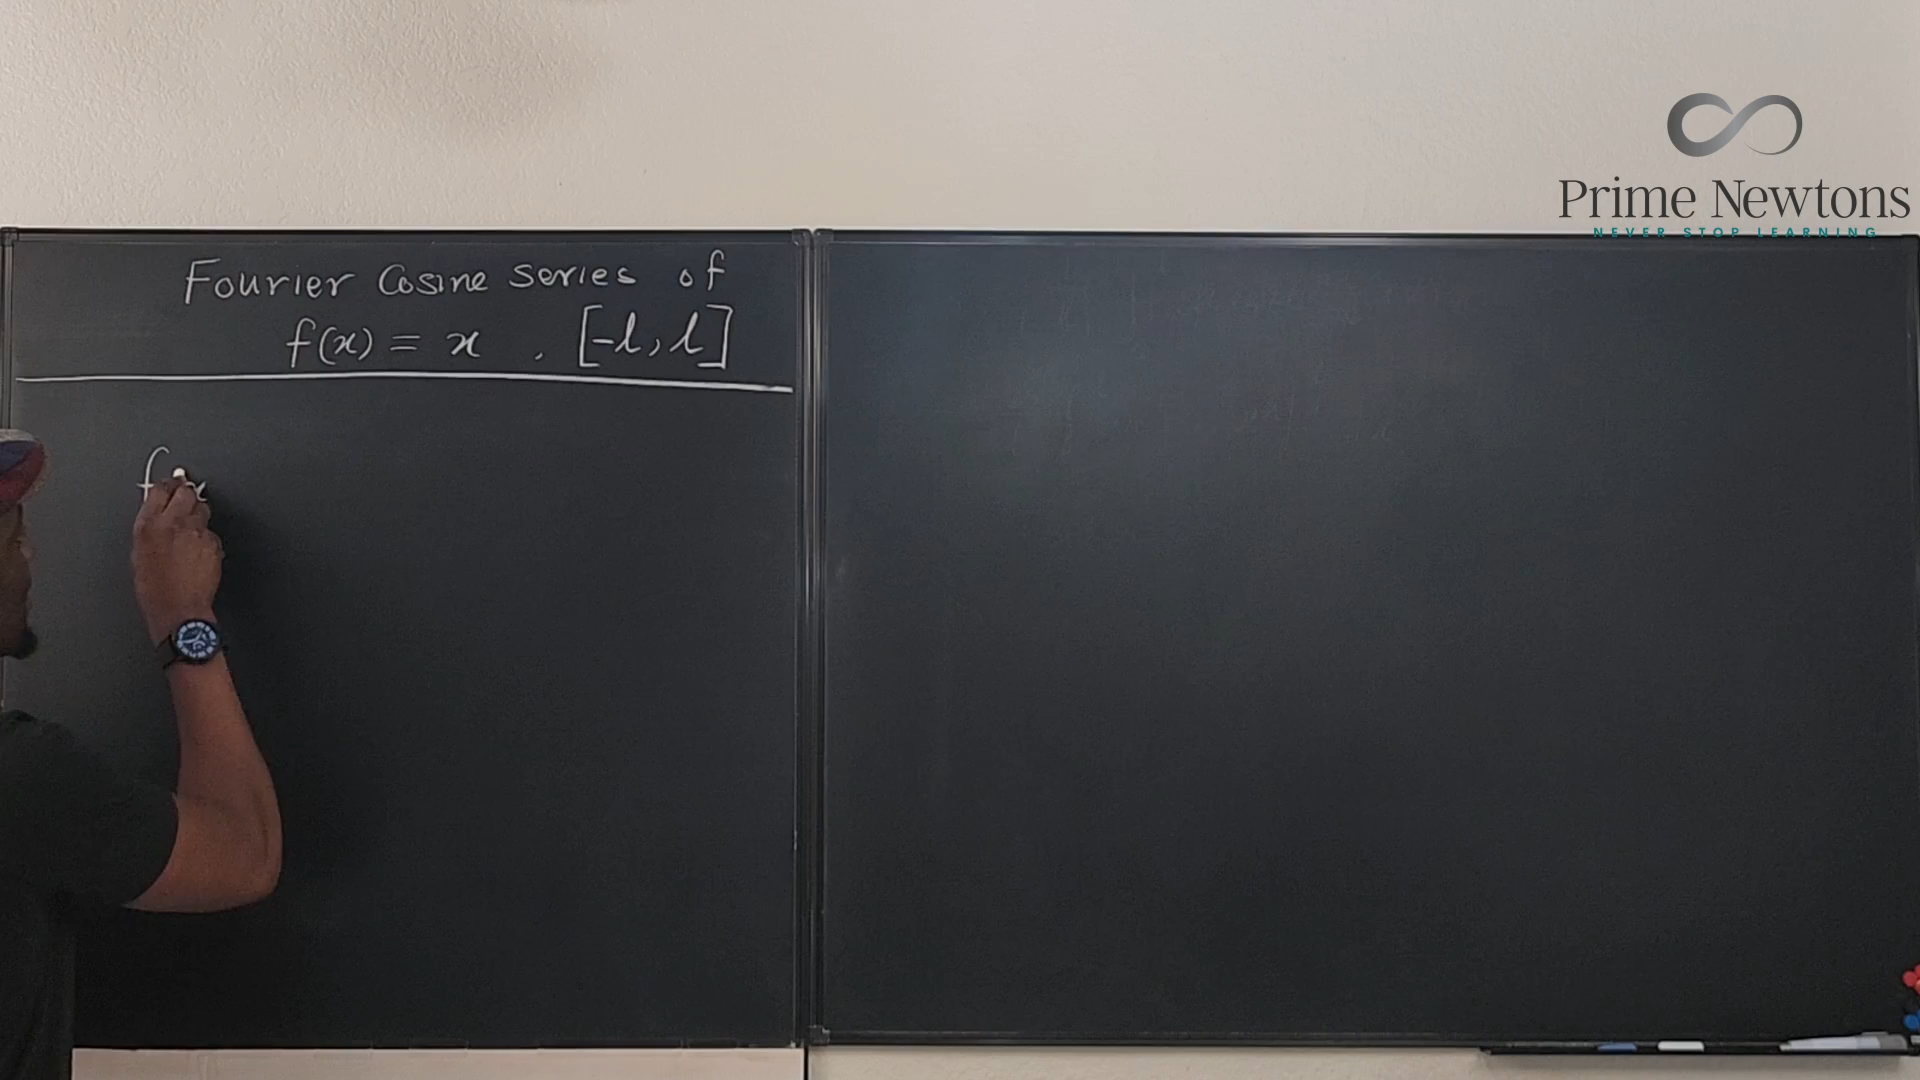 Prime Newtons
NEVER STOP LEARNING
Fourier Cosine Series of
f(x) = x , [-l, l]
f x